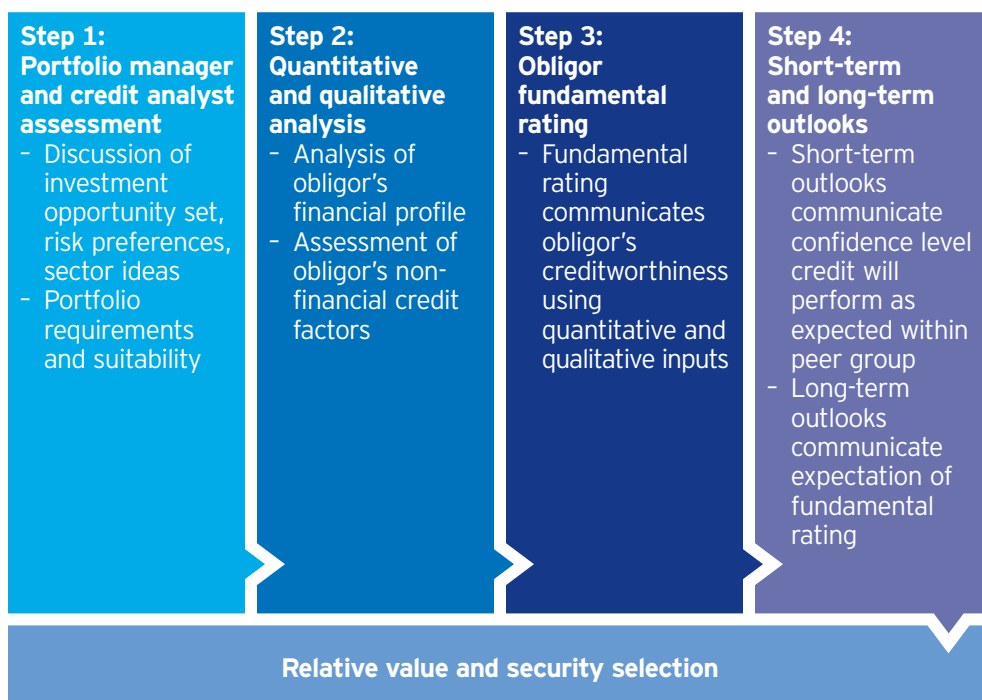 Step 1:
Portfolio manager
and credit analyst
assessment
– Discussion of
investment
opportunity set,
risk preferences,
sector ideas
– Portfolio
requirements
and suitability
Step 2:
Quantitative
and qualitative
analysis
– Analysis of
obligor’s
financial profile
– Assessment of
obligor’s non-
financial credit
factors
Step 3:
Obligor
fundamental
rating
– Fundamental
rating
communicates
obligor’s
creditworthiness
using
quantitative and
qualitative inputs
Step 4:
Short-term
and long-term
outlooks
– Short-term
outlooks
communicate
confidence level
credit will
perform as
expected within
peer group
– Long-term
outlooks
communicate
expectation of
fundamental
rating
Relative value and security selection